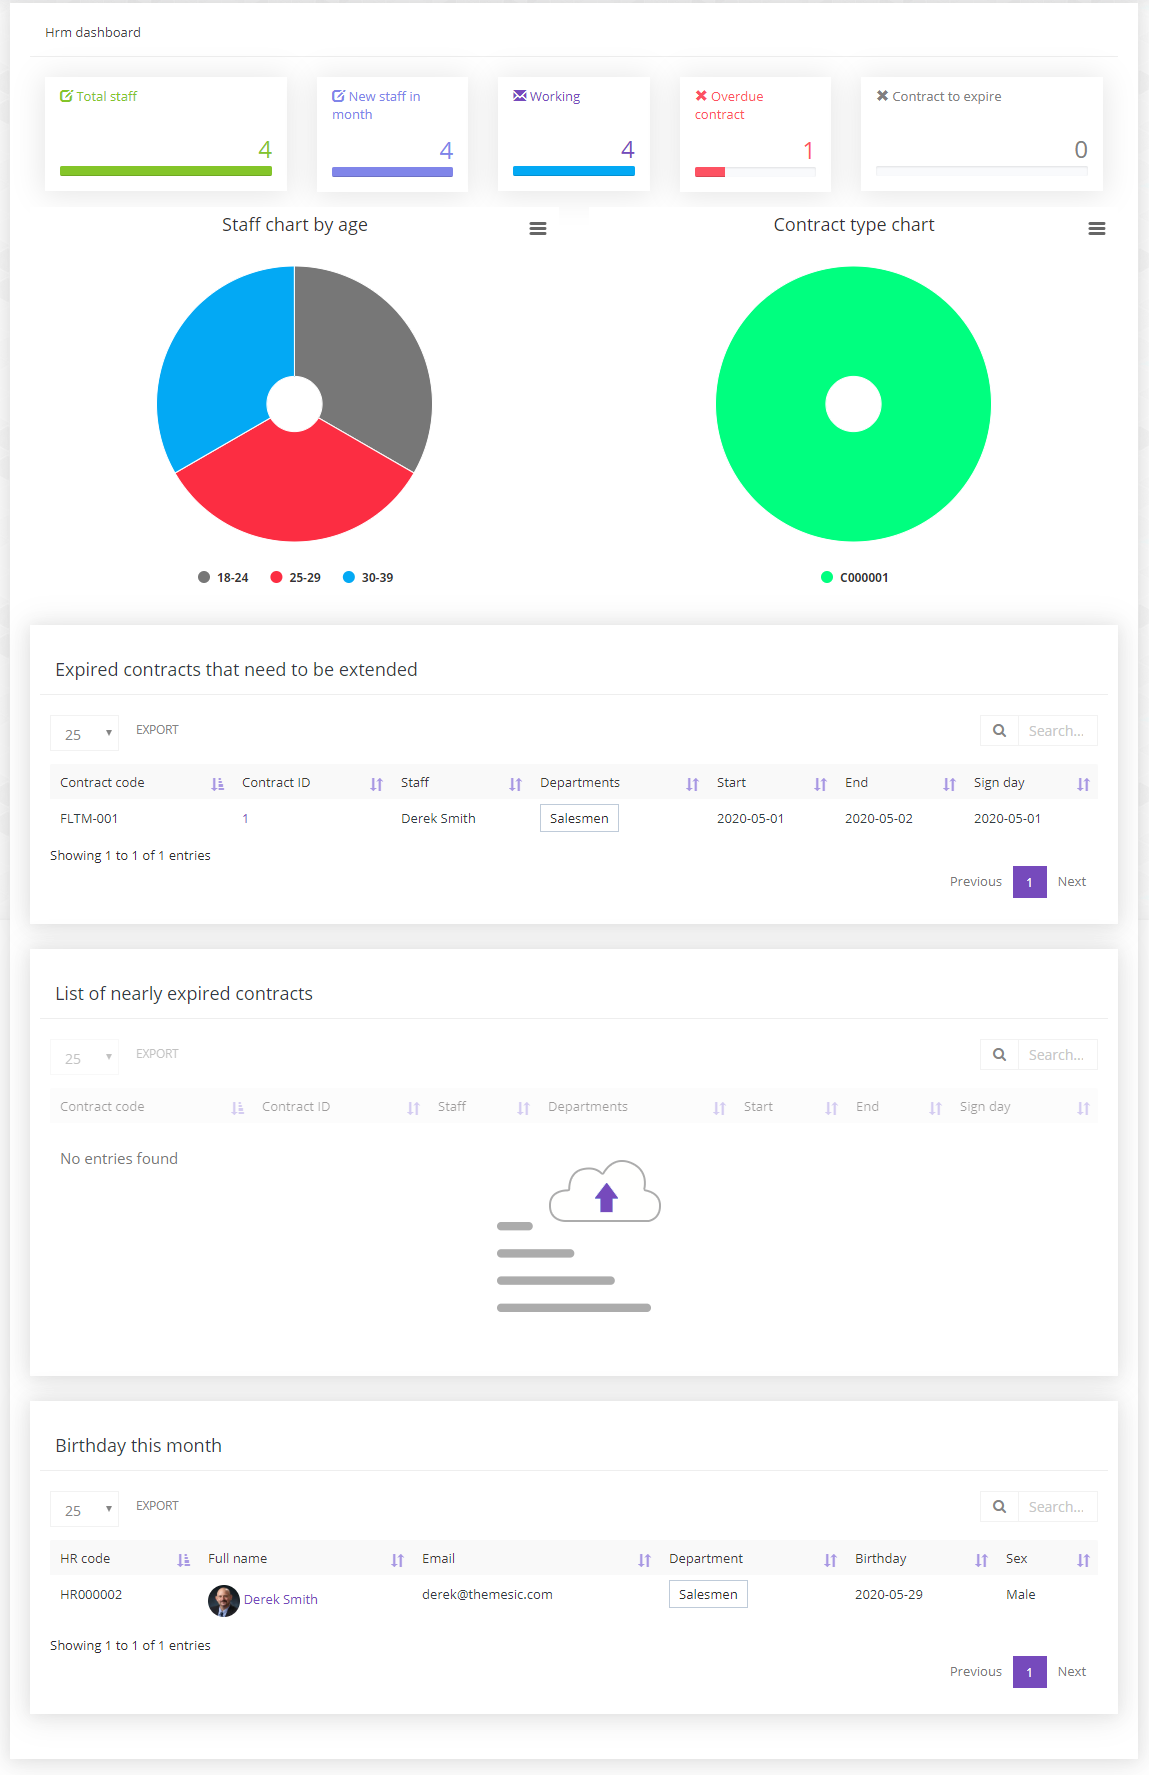 Hrm dashboard
Total staff
4
New staff in
month
4
Working
4
Overdue
contract
1
Contract to expire
0
Staff chart by age
18-24 25-29 30-39
Contract type chart
C000001
Expired contracts that need to be extended
25 EXPORT Search...
Contract code Contract ID Staff Departments Start End Sign day
FLTM-001 1 Derek Smith Salesmen 2020-05-01 2020-05-02 2020-05-01
Showing 1 to 1 of 1 entries
Previous 1 Next
List of nearly expired contracts
25 EXPORT Search...
Contract code Contract ID Staff Departments Start End Sign day
No entries found
Birthday this month
25 EXPORT Search...
HR code Full name Email Department Birthday Sex
HR000002 Derek Smith derek@themesic.com Salesmen 2020-05-29 Male
Showing 1 to 1 of 1 entries
Previous 1 Next